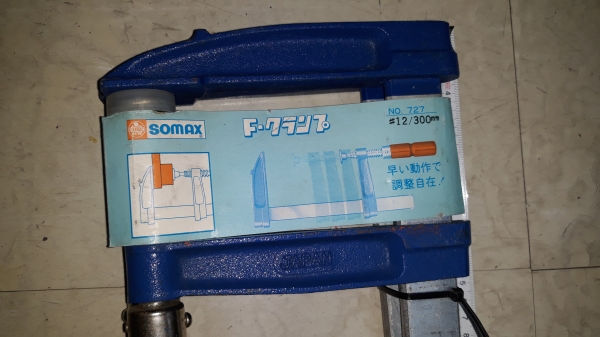 SOMAX
F・クランプ
NO 727
#12/300mm
早い動作で
調整自在!
JAPAN